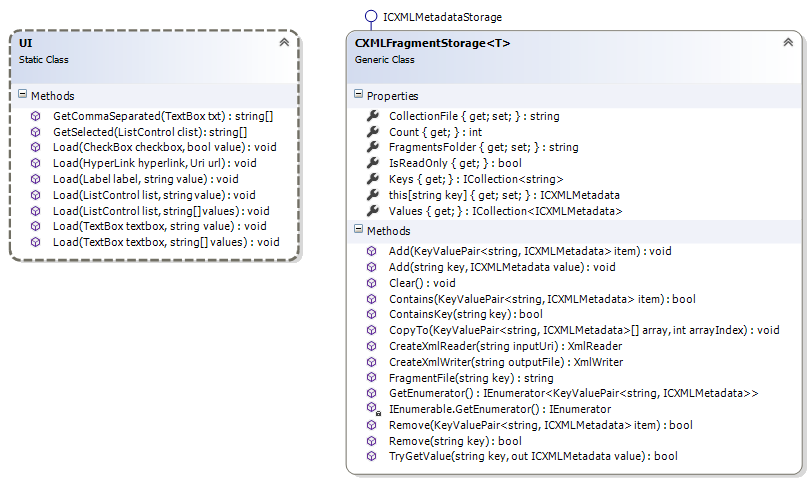 UI
Static Class
Methods
GetCommaSeparated(TextBox txt) : string[]
GetSelected(ListControl clist) : string[]
Load(CheckBox checkbox, bool value) : void
Load(HyperLink hyperlink, Uri url) : void
Load(Label label, string value) : void
Load(ListControl list, string value) : void
Load(ListControl list, string[] values) : void
Load(TextBox textbox, string value) : void
Load(TextBox textbox, string[] values) : void
ICXMLMetadataStorage
CXMLFragmentStorage<T>
Generic Class
Properties
CollectionFile { get; set; } : string
Count { get; } : int
FragmentsFolder { get; set; } : string
IsReadOnly { get; } : bool
Keys { get; } : ICollection<string>
this[string key] { get; set; } : ICXMLMetadata
Values { get; } : ICollection<ICXMLMetadata>
Methods
Add(KeyValuePair<string, ICXMLMetadata> item) : void
Add(string key, ICXMLMetadata value) : void
Clear() : void
Contains(KeyValuePair<string, ICXMLMetadata> item) : bool
ContainsKey(string key) : bool
CopyTo(KeyValuePair<string, ICXMLMetadata>[] array, int arrayIndex) : void
CreateXmlReader(string inputUri) : XmlReader
CreateXmlWriter(string outputFile) : XmlWriter
FragmentFile(string key) : string
GetEnumerator() : IEnumerator<KeyValuePair<string, ICXMLMetadata>>
IEnumerable.GetEnumerator() : IEnumerator
Remove(KeyValuePair<string, ICXMLMetadata> item) : bool
Remove(string key) : bool
TryGetValue(string key, out ICXMLMetadata value) : bool